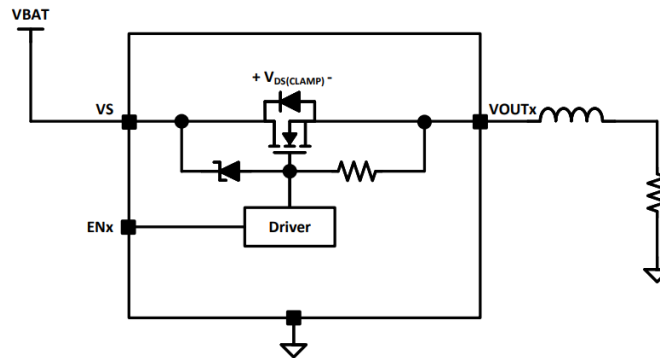 VBAT
+ VDS(CLAMP) -
VS
VOUTx
ENx
Driver